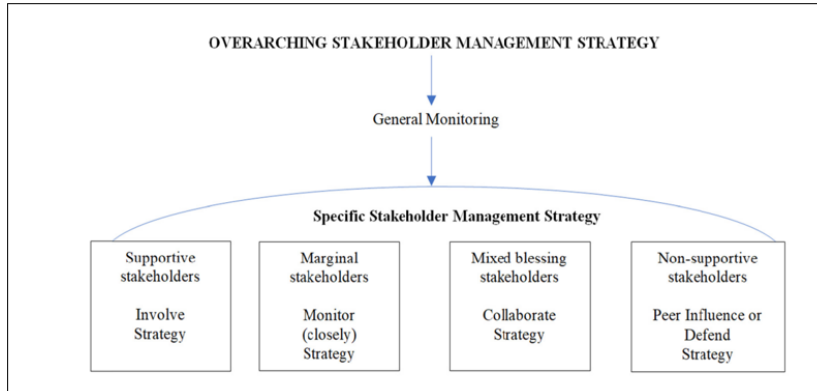 OVERARCHING STAKEHOLDER MANAGEMENT STRATEGY
General Monitoring
Specific Stakeholder Management Strategy
Supportive
stakeholders
Involve
Strategy
Marginal
stakeholders
Monitor
(closely)
Strategy
Mixed blessing
stakeholders
Collaborate
Strategy
Non-supportive
stakeholders
Peer Influence or
Defend
Strategy